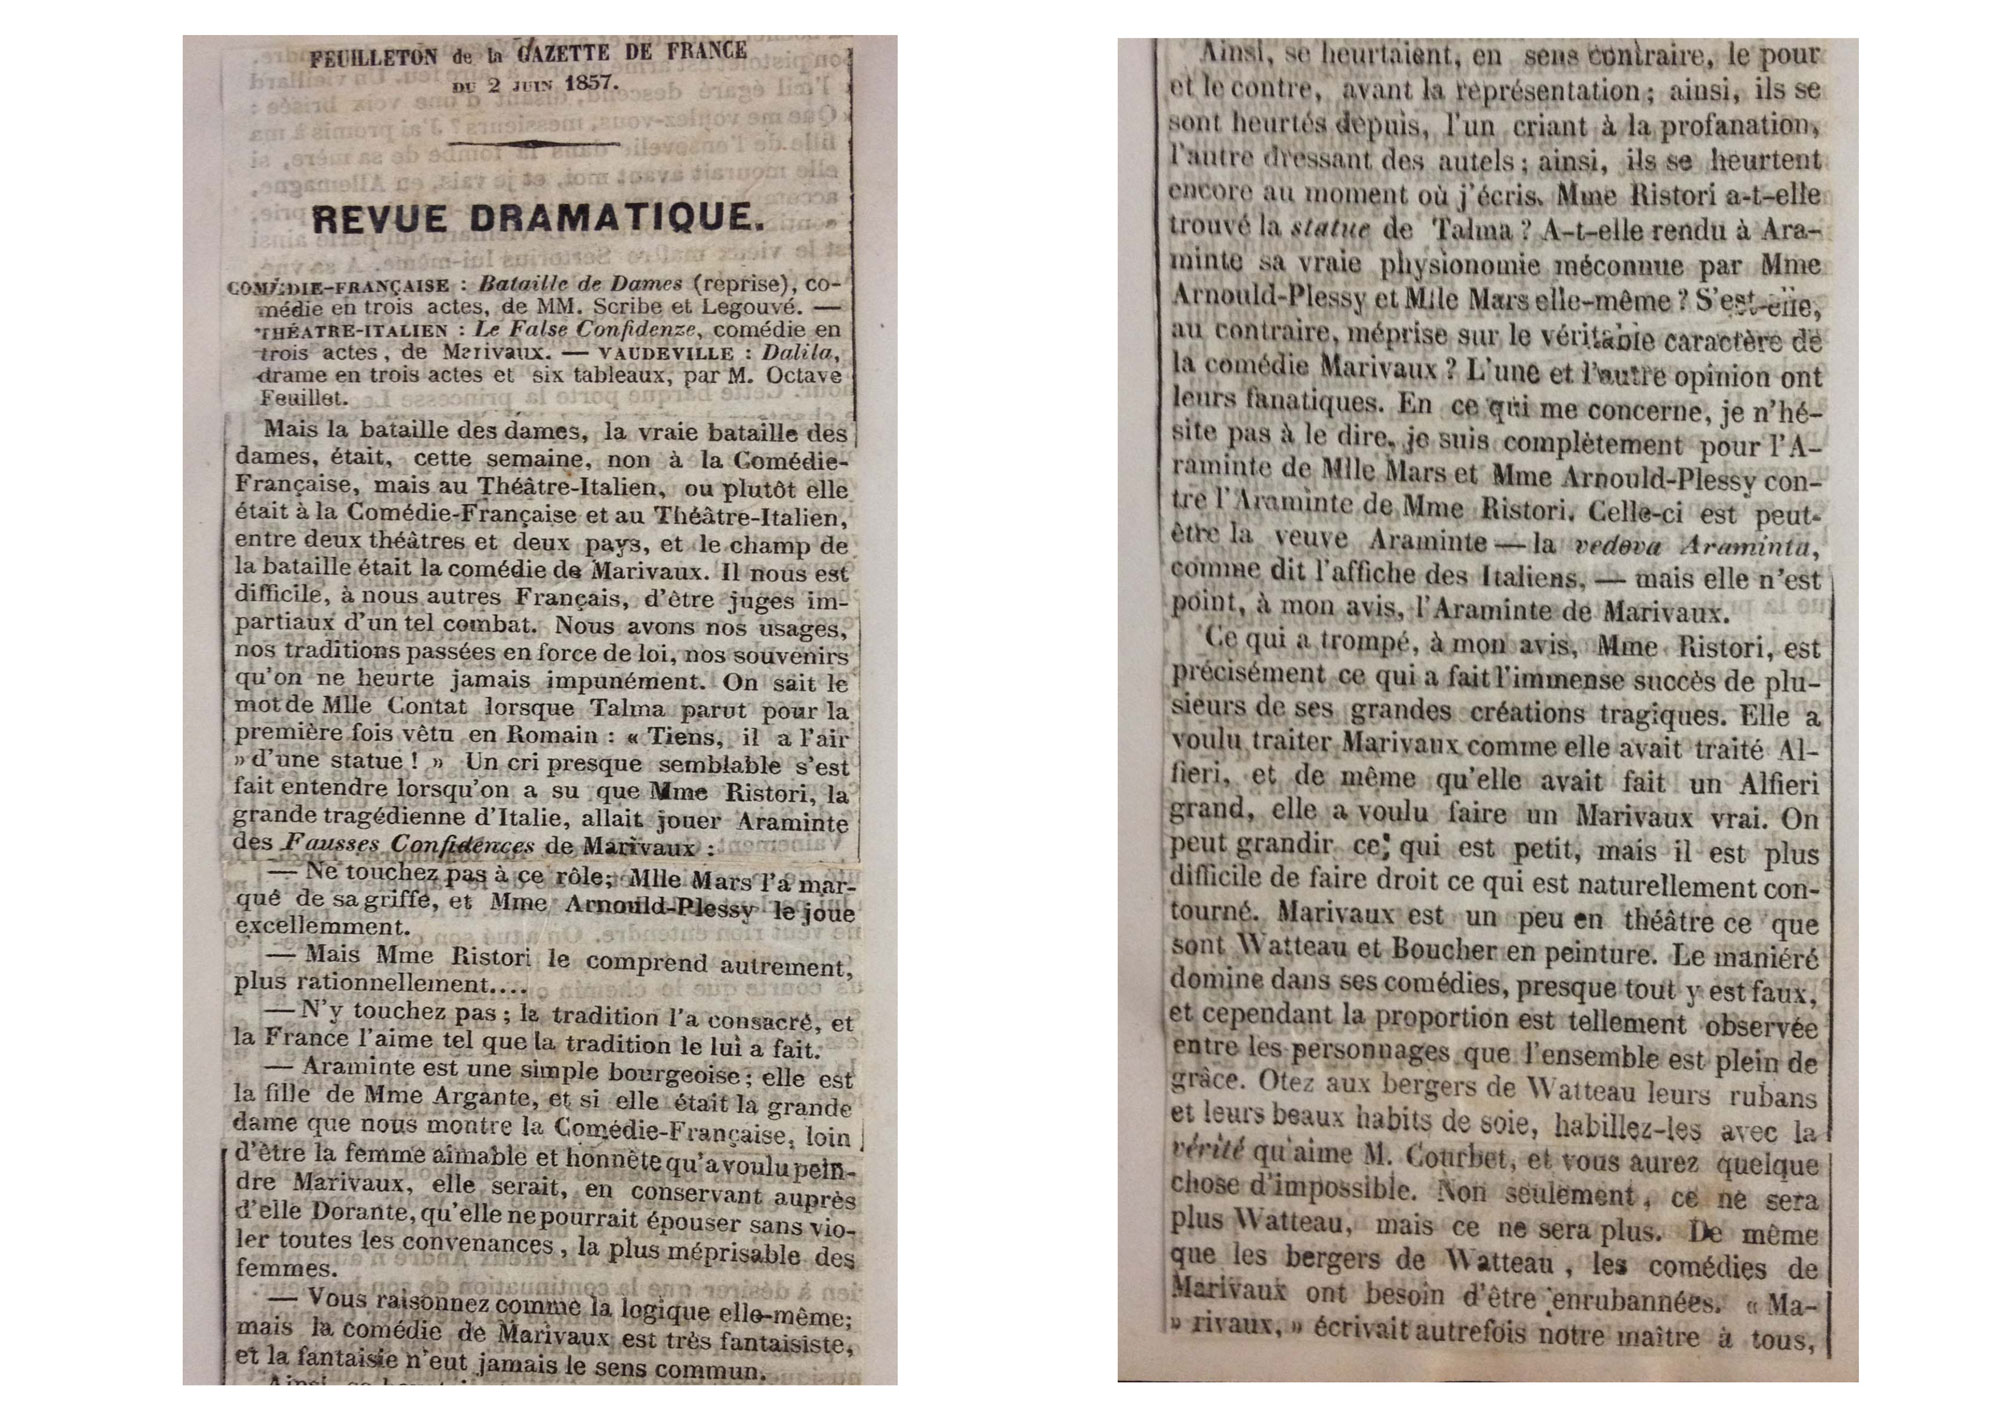 FEUILLETON de la GAZETTE DE FRANCE
DU 2 JUIN 1857.
REVUE DRAMATIQUE.
COMÉDIE-FRANÇAISE : Bataille de Dames (reprise), co-
médie en trois actes, de MM. Scribe et Legouvé. —
THÉATRE-ITALIEN : Le False Confidenze, comédie en
trois actes, de Marivaux. — VAUDEVILLE : Dalila,
drame en trois actes et six tableaux, par M. Octave
Feuillet.
Mais la bataille des dames, la vraie bataille des
dames, était, cette semaine, non à la Comédie-
Française, mais au Théâtre-Italien, ou plutôt elle
était à la Comédie-Française et au Théâtre-Italien,
entre deux théâtres et deux pays, et le champ de
la bataille était la comédie de Marivaux. Il nous est
difficile, à nous autres Français, d'être juges im-
partiaux d'un tel combat. Nous avons nos usages,
nos traditions passées en force de loi, nos souvenirs
qu'on ne heurte jamais impunément. On sait le
mot de Mlle Contat lorsque Talma parut pour la
première fois vêtu en Romain : « Tiens, il a l'air
» d'une statue ! » Un cri presque semblable s'est
fait entendre lorsqu'on a su que Mme Ristori, la
grande tragédienne d'Italie, allait jouer Araminte
des Fausses Confidences de Marivaux :
— Ne touchez pas à ce rôle; Mlle Mars l'a mar-
qué de sa griffe, et Mme Arnould-Plessy le joue
excellemment.
— Mais Mme Ristori le comprend autrement,
plus rationnellement....
— N'y touchez pas ; la tradition l'a consacré, et
la France l'aime tel que la tradition le lui a fait.
— Araminte est une simple bourgeoise ; elle est
la fille de Mme Argante, et si elle était la grande
dame que nous montre la Comédie-Française, loin
d'être la femme aimable et honnête qu'a voulu pein-
dre Marivaux, elle serait, en conservant auprès
d'elle Dorante, qu'elle ne pourrait épouser sans vio-
ler toutes les convenances, la plus méprisable des
femmes.
— Vous raisonnez comme la logique elle-même;
mais la comédie de Marivaux est très fantaisiste,
et la fantaisie n'eut jamais le sens commun.
Ainsi, se heurtaient, en sens contraire, le pour
et le contre, avant la représentation ; ainsi, ils se
sont heurtés depuis, l'un criant à la profanation,
l'autre dressant des autels ; ainsi, ils se heurtent
encore au moment où j'écris. Mme Ristori a-t-elle
trouvé la statue de Talma ? A-t-elle rendu à Ara-
minte sa vraie physionomie méconnue par Mme
Arnould-Plessy et Mlle Mars elle-même ? S'est-elle,
au contraire, méprise sur le véritable caractère de
la comédie Marivaux ? L'une et l'autre opinion ont
leurs fanatiques. En ce qui me concerne, je n'hé-
site pas à le dire, je suis complètement pour l'A-
raminte de Mlle Mars et Mme Arnould-Plessy con-
tre l'Araminte de Mme Ristori. Celle-ci est peut-
être la veuve Araminte — la vedova Araminta,
comme dit l'affiche des Italiens, — mais elle n'est
point, à mon avis, l'Araminte de Marivaux.
Ce qui a trompé, à mon avis, Mme Ristori, est
précisément ce qui a fait l'immense succès de plu-
sieurs de ses grandes créations tragiques. Elle a
voulu traiter Marivaux comme elle avait traité Al-
fieri, et de même qu'elle avait fait un Alfieri
grand, elle a voulu faire un Marivaux vrai. On
peut grandir ce qui est petit, mais il est plus
difficile de faire droit ce qui est naturellement con-
tourné. Marivaux est un peu en théâtre ce que
sont Watteau et Boucher en peinture. Le maniéré
domine dans ses comédies, presque tout y est faux,
et cependant la proportion est tellement observée
entre les personnages que l'ensemble est plein de
grâce. Otez aux bergers de Watteau leurs rubans
et leurs beaux habits de soie, habillez-les avec la
vérité qu'aime M. Courbet, et vous aurez quelque
chose d'impossible. Non seulement, ce ne sera
plus Watteau, mais ce ne sera plus. De même
que les bergers de Watteau, les comédies de
Marivaux ont besoin d'être enrubannées. « Ma-
» rivaux, » écrivait autrefois notre maître à tous,